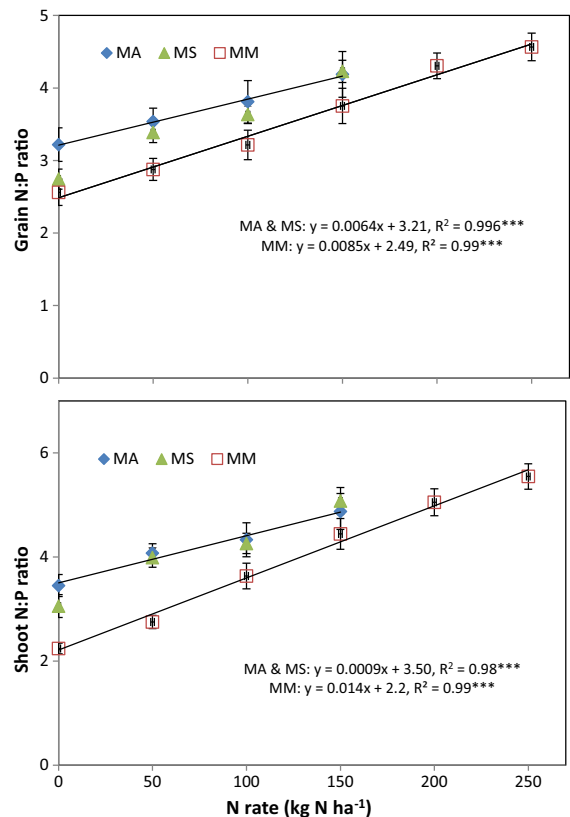 5
4
3
2
1
0
Grain N:P ratio
MA MS MM
MA & MS: y = 0.0064x + 3.21, R² = 0.996***
MM: y = 0.0085x + 2.49, R² = 0.99***
6
4
2
0
Shoot N:P ratio
MA MS MM
MA & MS: y = 0.0009x + 3.50, R² = 0.98***
MM: y = 0.014x + 2.2, R² = 0.99***
0 50 100 150 200 250
N rate (kg N ha⁻¹)